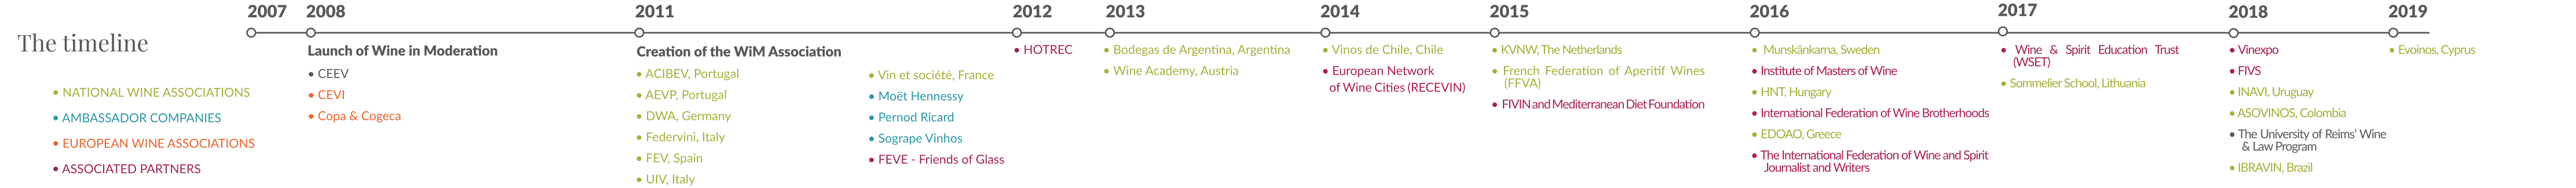 The timeline
• NATIONAL WINE ASSOCIATIONS
• AMBASSADOR COMPANIES
• EUROPEAN WINE ASSOCIATIONS
• ASSOCIATED PARTNERS
2007
2008
Launch of Wine in Moderation
• CEEV
• CEVI
• Copa & Cogeca
2011
Creation of the WiM Association
• ACIBEV, Portugal
• AEVP, Portugal
• DWA, Germany
• Federvini, Italy
• FEV, Spain
• UIV, Italy
• Vin et société, France
• Moët Hennessy
• Pernod Ricard
• Sogrape Vinhos
• FEVE - Friends of Glass
2012
• HOTREC
2013
• Bodegas de Argentina, Argentina
• Wine Academy, Austria
2014
• Vinos de Chile, Chile
• European Network
of Wine Cities (RECEVIN)
2015
• KVNW, The Netherlands
• French Federation of Aperitif Wines
(FFVA)
• FIVIN and Mediterranean Diet Foundation
2016
• Munskänkarna, Sweden
• Institute of Masters of Wine
• HNT, Hungary
• International Federation of Wine Brotherhoods
• EDOAO, Greece
• The International Federation of Wine and Spirit
Journalist and Writers
2017
• Wine & Spirit Education Trust
(WSET)
• Sommelier School, Lithuania
2018
• Vinexpo
• FIVS
• INAVI, Uruguay
• ASOVINOS, Colombia
• The University of Reims' Wine
& Law Program
• IBRAVIN, Brazil
2019
• Evoinos, Cyprus